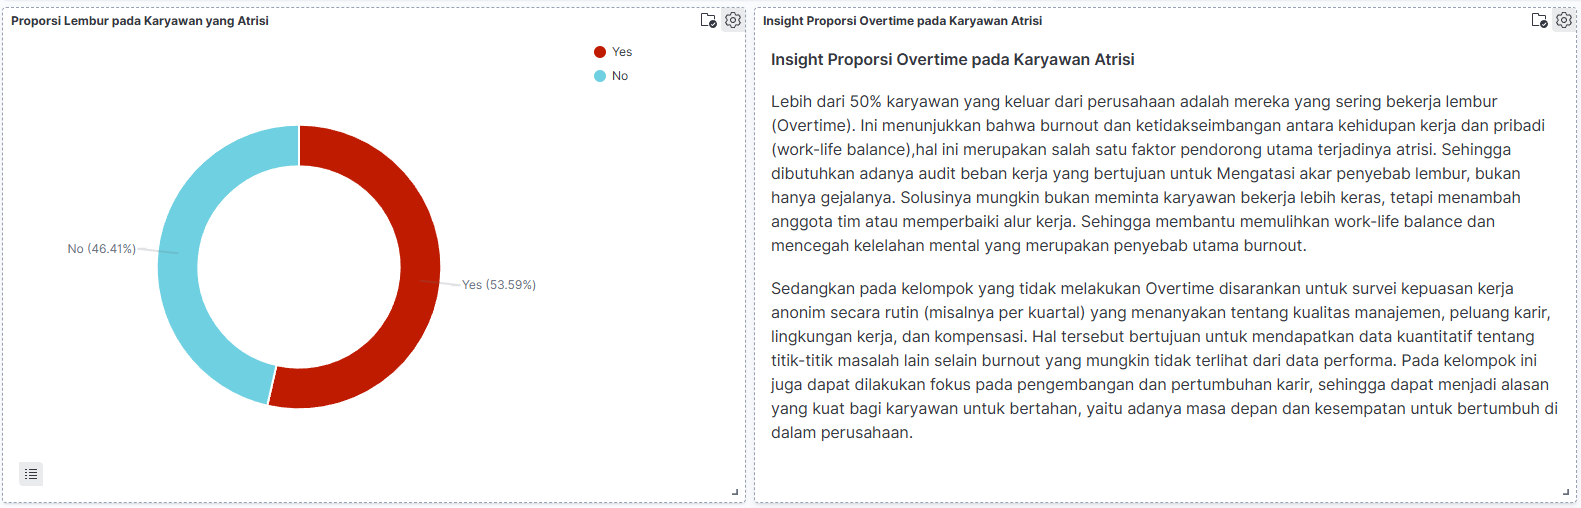 Proporsi Lembur pada Karyawan yang Atrisi
Yes
No
No (46.41%)
Yes (53.59%)
Insight Proporsi Overtime pada Karyawan Atrisi
Insight Proporsi Overtime pada Karyawan Atrisi
Lebih dari 50% karyawan yang keluar dari perusahaan adalah mereka yang sering bekerja lembur
(Overtime). Ini menunjukkan bahwa burnout dan ketidakseimbangan antara kehidupan kerja dan pribadi
(work-life balance),hal ini merupakan salah satu faktor pendorong utama terjadinya atrisi. Sehingga
dibutuhkan adanya audit beban kerja yang bertujuan untuk Mengatasi akar penyebab lembur, bukan
hanya gejalanya. Solusinya mungkin bukan meminta karyawan bekerja lebih keras, tetapi menambah
anggota tim atau memperbaiki alur kerja. Sehingga membantu memulihkan work-life balance dan
mencegah kelelahan mental yang merupakan penyebab utama burnout.
Sedangkan pada kelompok yang tidak melakukan Overtime disarankan untuk survei kepuasan kerja
anonim secara rutin (misalnya per kuartal) yang menanyakan tentang kualitas manajemen, peluang karir,
lingkungan kerja, dan kompensasi. Hal tersebut bertujuan untuk mendapatkan data kuantitatif tentang
titik-titik masalah lain selain burnout yang mungkin tidak terlihat dari data performa. Pada kelompok ini
juga dapat dilakukan fokus pada pengembangan dan pertumbuhan karir, sehingga dapat menjadi alasan
yang kuat bagi karyawan untuk bertahan, yaitu adanya masa depan dan kesempatan untuk bertumbuh di
dalam perusahaan.